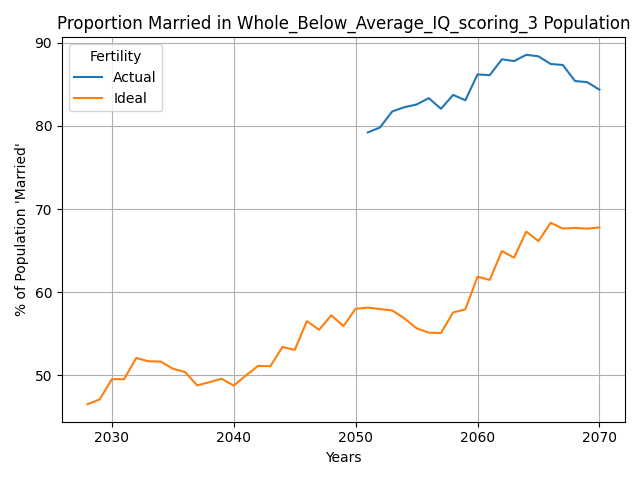 Proportion Married in Whole_Below_Average_IQ_scoring_3 Population
Fertility
Actual
Ideal
% of Population 'Married'
90
80
70
60
50
2030 2040 2050 2060 2070
Years